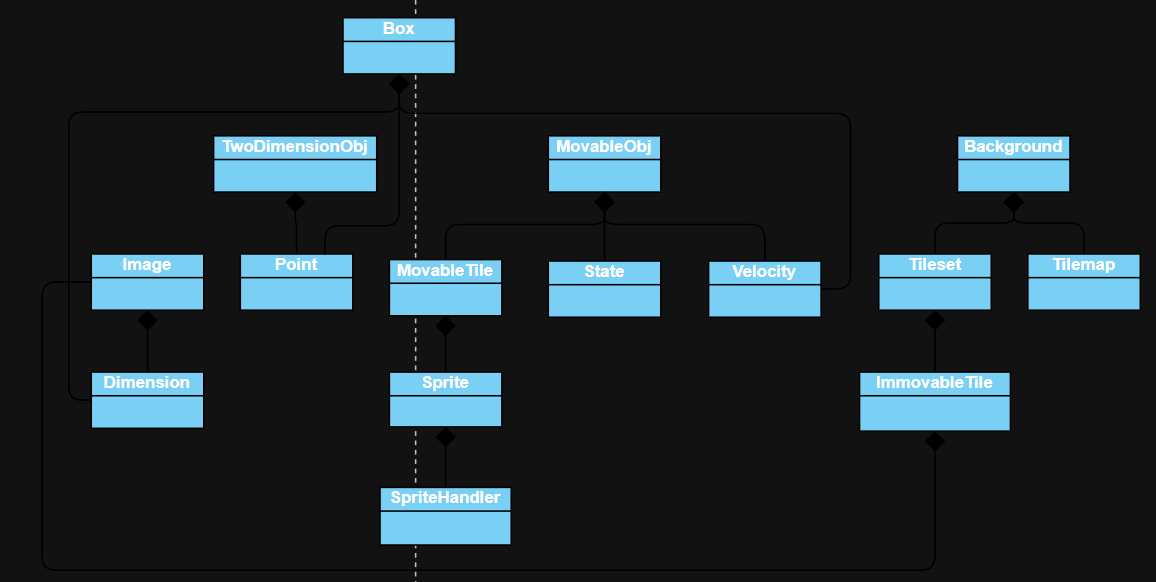 Box
TwoDimensionObj
MovableObj
Background
Image
Point
MovableTile
State
Velocity
Tileset
Tilemap
Dimension
Sprite
ImmovableTile
SpriteHandler